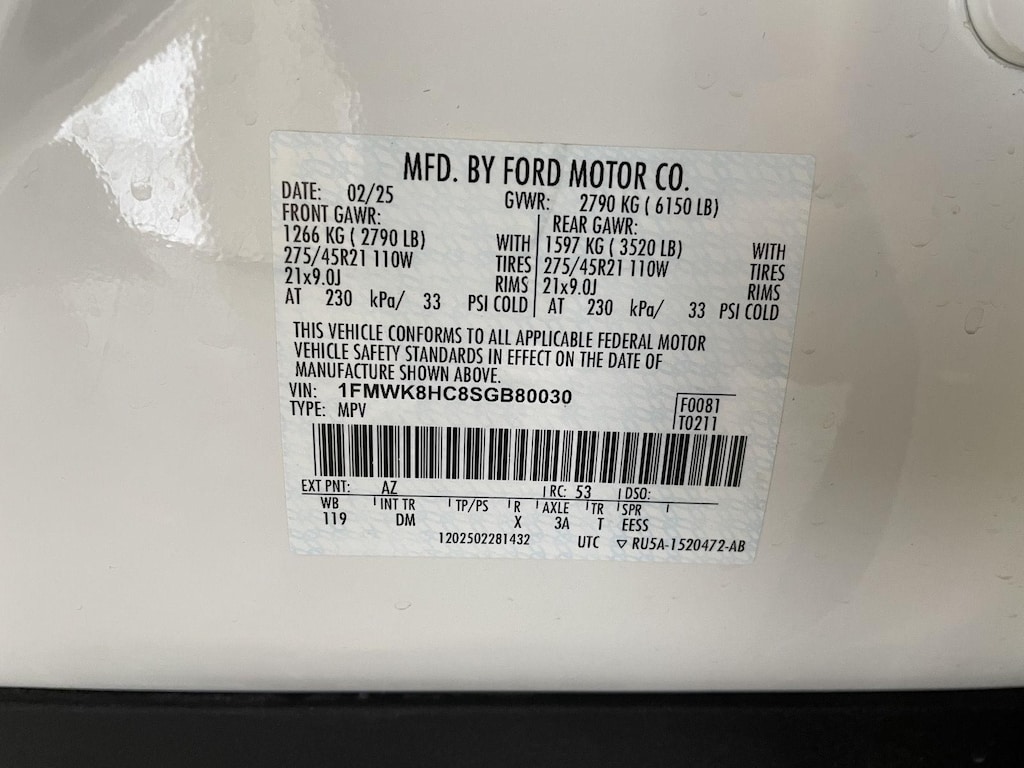 MFD. BY FORD MOTOR CO.
DATE: 02/25 GVWR: 2790 KG ( 6150 LB)
FRONT GAWR: REAR GAWR:
1266 KG ( 2790 LB) WITH 1597 KG ( 3520 LB) WITH
275/45R21 110W TIRES 275/45R21 110W TIRES
21x9.0J RIMS 21x9.0J RIMS
AT 230 kPa/ 33 PSI COLD AT 230 kPa/ 33 PSI COLD
THIS VEHICLE CONFORMS TO ALL APPLICABLE FEDERAL MOTOR
VEHICLE SAFETY STANDARDS IN EFFECT ON THE DATE OF
MANUFACTURE SHOWN ABOVE.
VIN: 1FMWK8HC8SGB80030 F0081
TYPE: MPV T0211
EXT PNT: AZ RC: 53 DSO:
WB INT TR TP/PS R AXLE TR SPR
119 DM X 3A T EESS
1202502281432 UTC ▽ RU5A-1520472-AB